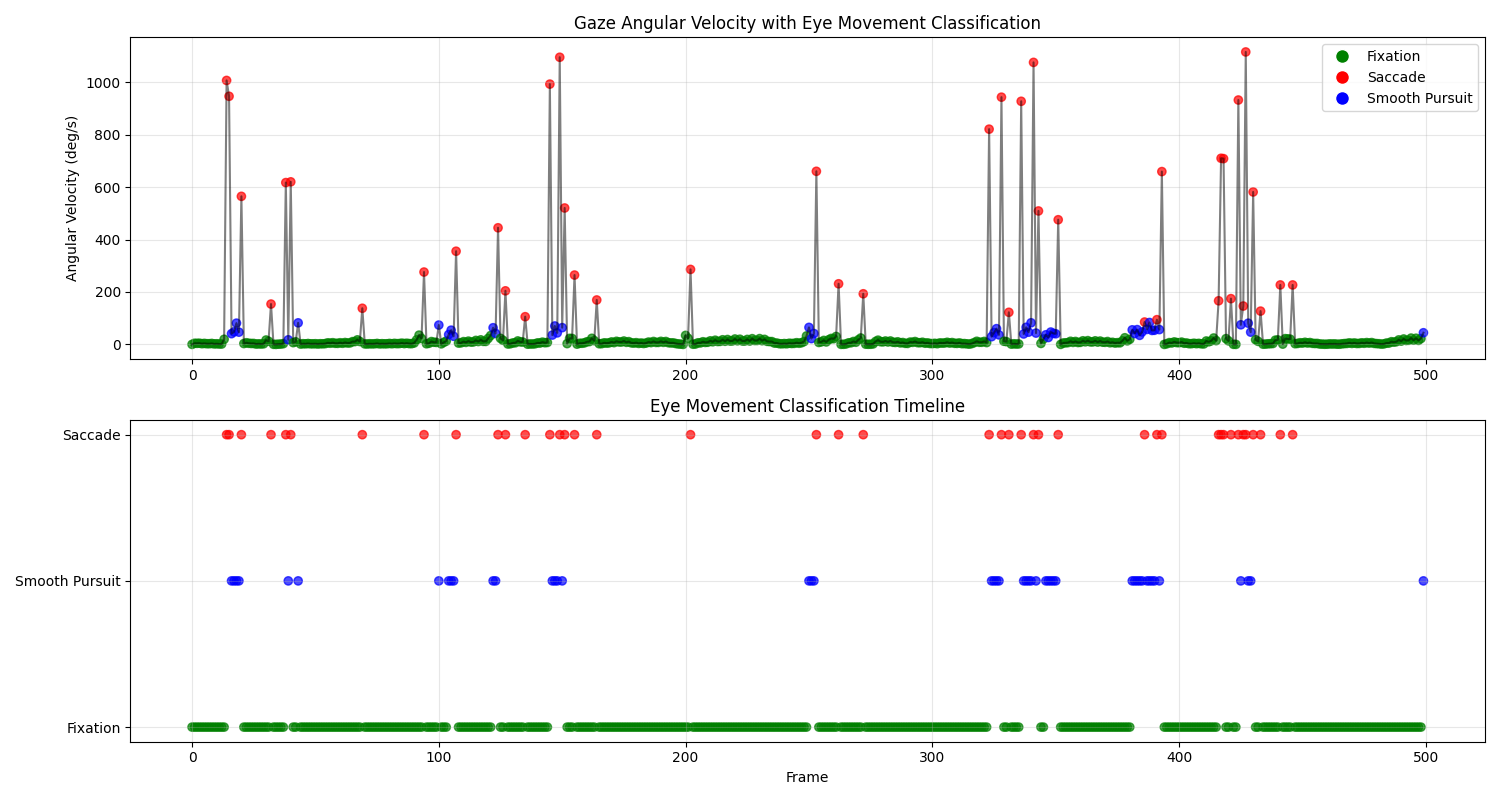 Gaze Angular Velocity with Eye Movement Classification
Angular Velocity (deg/s)
1000
800
600
400
200
0
Fixation
Saccade
Smooth Pursuit
0 100 200 300 400 500
Eye Movement Classification Timeline
Saccade
Smooth Pursuit
Fixation
0 100 200 300 400 500
Frame